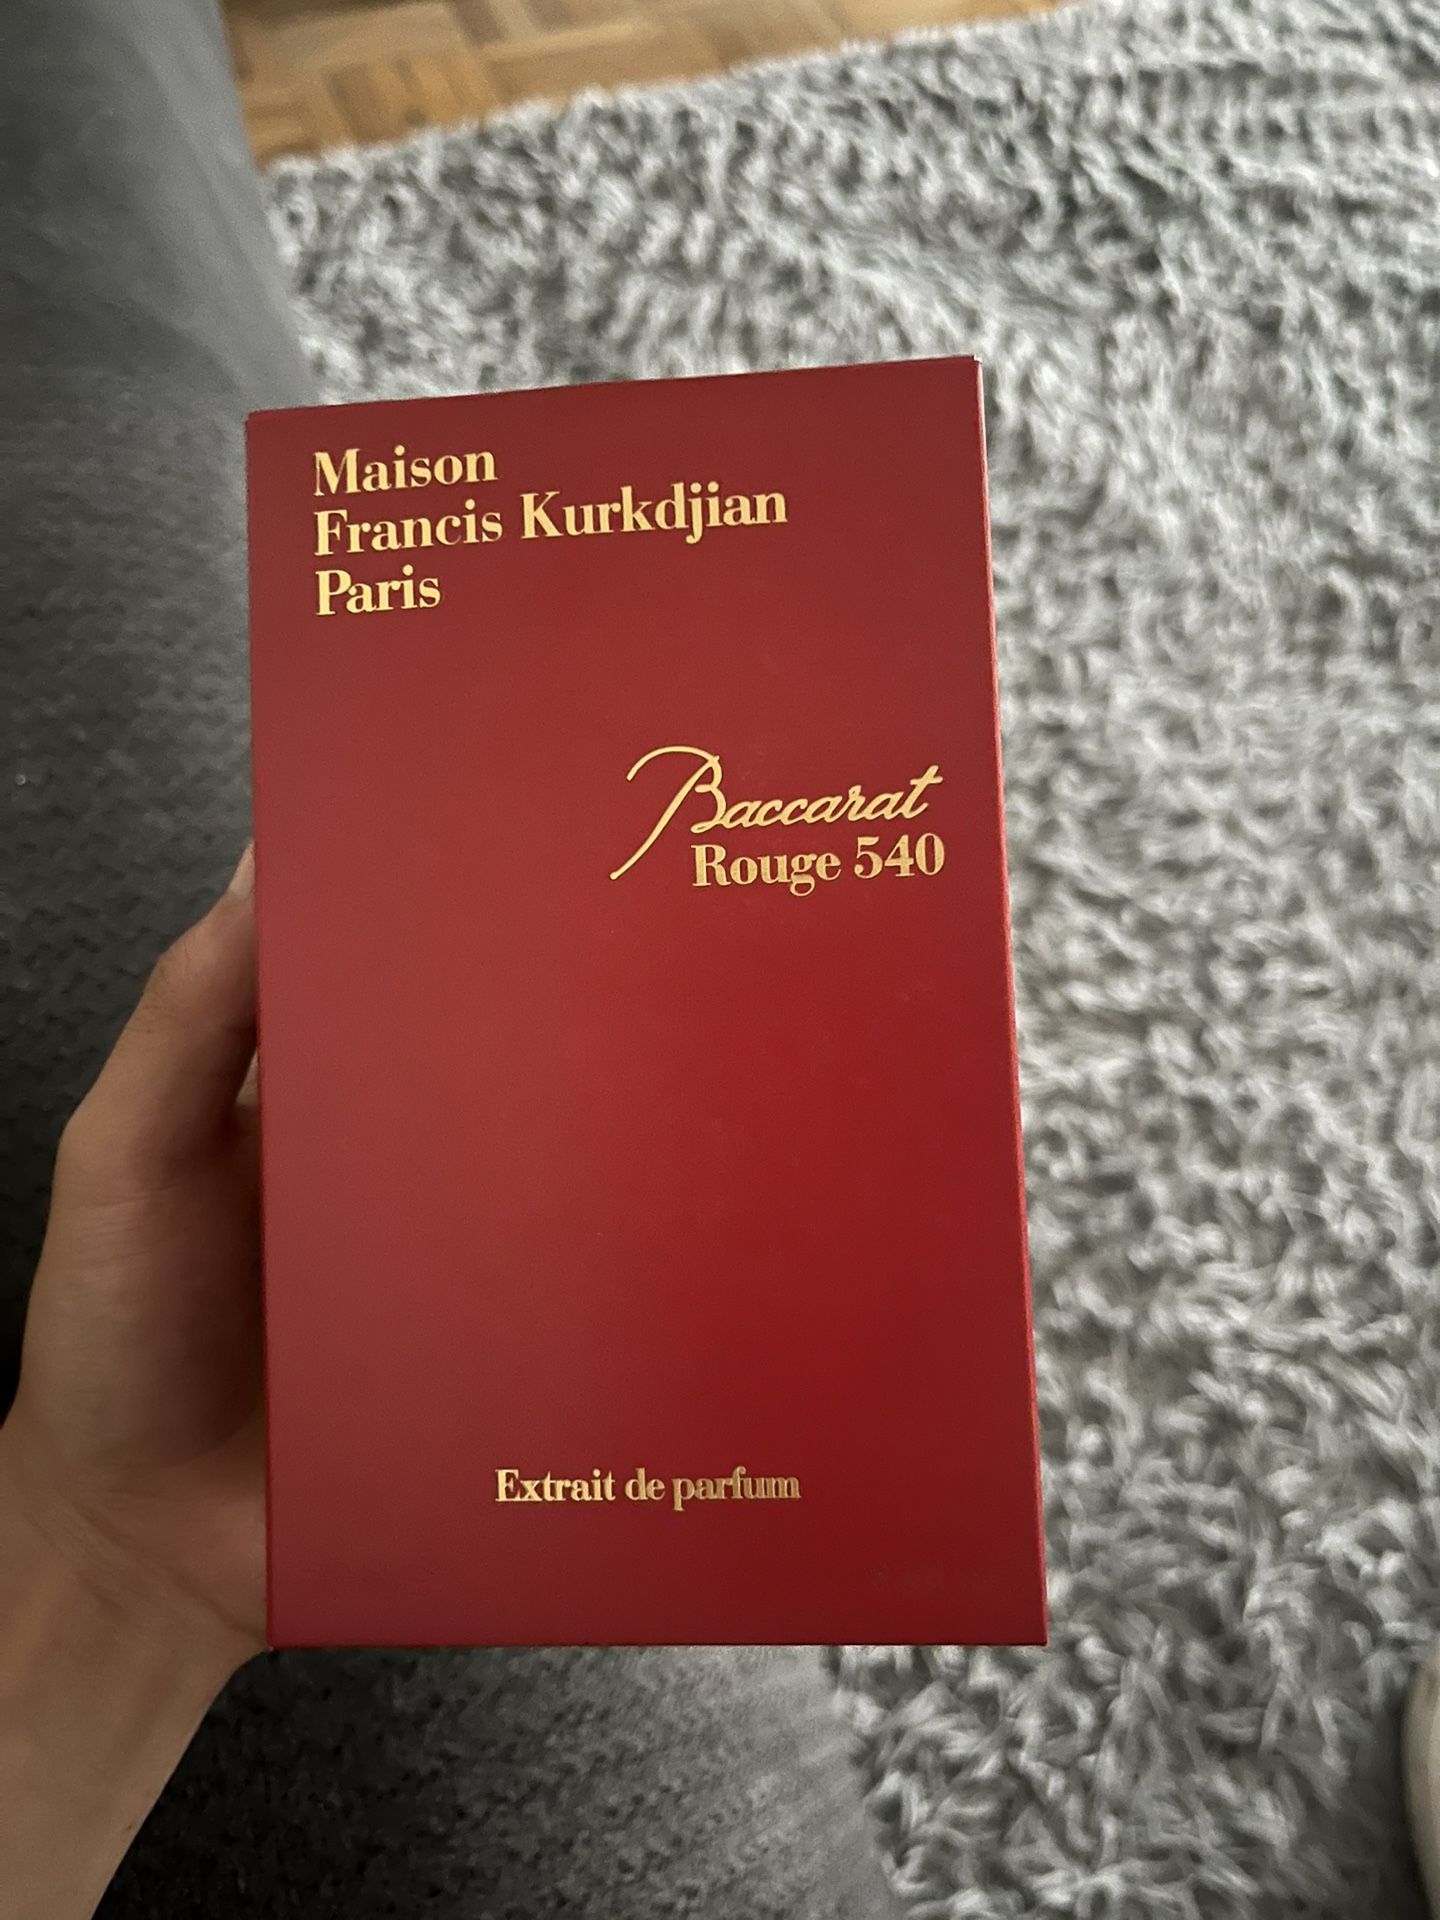 Maison
Francis Kurkdjian
Paris
Baccarat
Rouge 540
Extrait de parfum